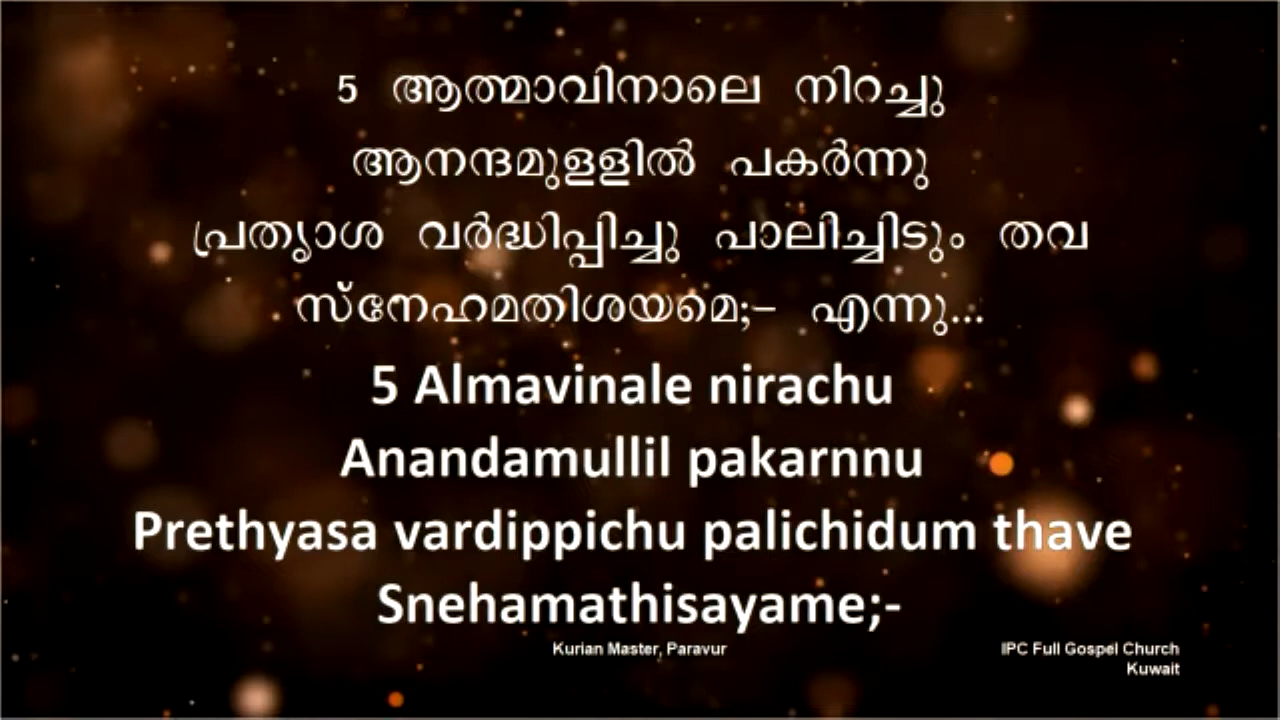 5 ആത്മാവിനാലെ നിറച്ചു
ആനന്ദമുളളിൽ പകർന്നു
പ്രത്യാശ വർദ്ധിപ്പിച്ചു പാലിച്ചിടും തവ
സ്നേഹമതിശയമെ;- എന്നു...
5 Almavinale nirachu
Anandamullil pakarnnu
Prethyasa vardippichu palichidum thave
Snehamathisayame;-
Kurian Master, Paravur
IPC Full Gospel Church
Kuwait